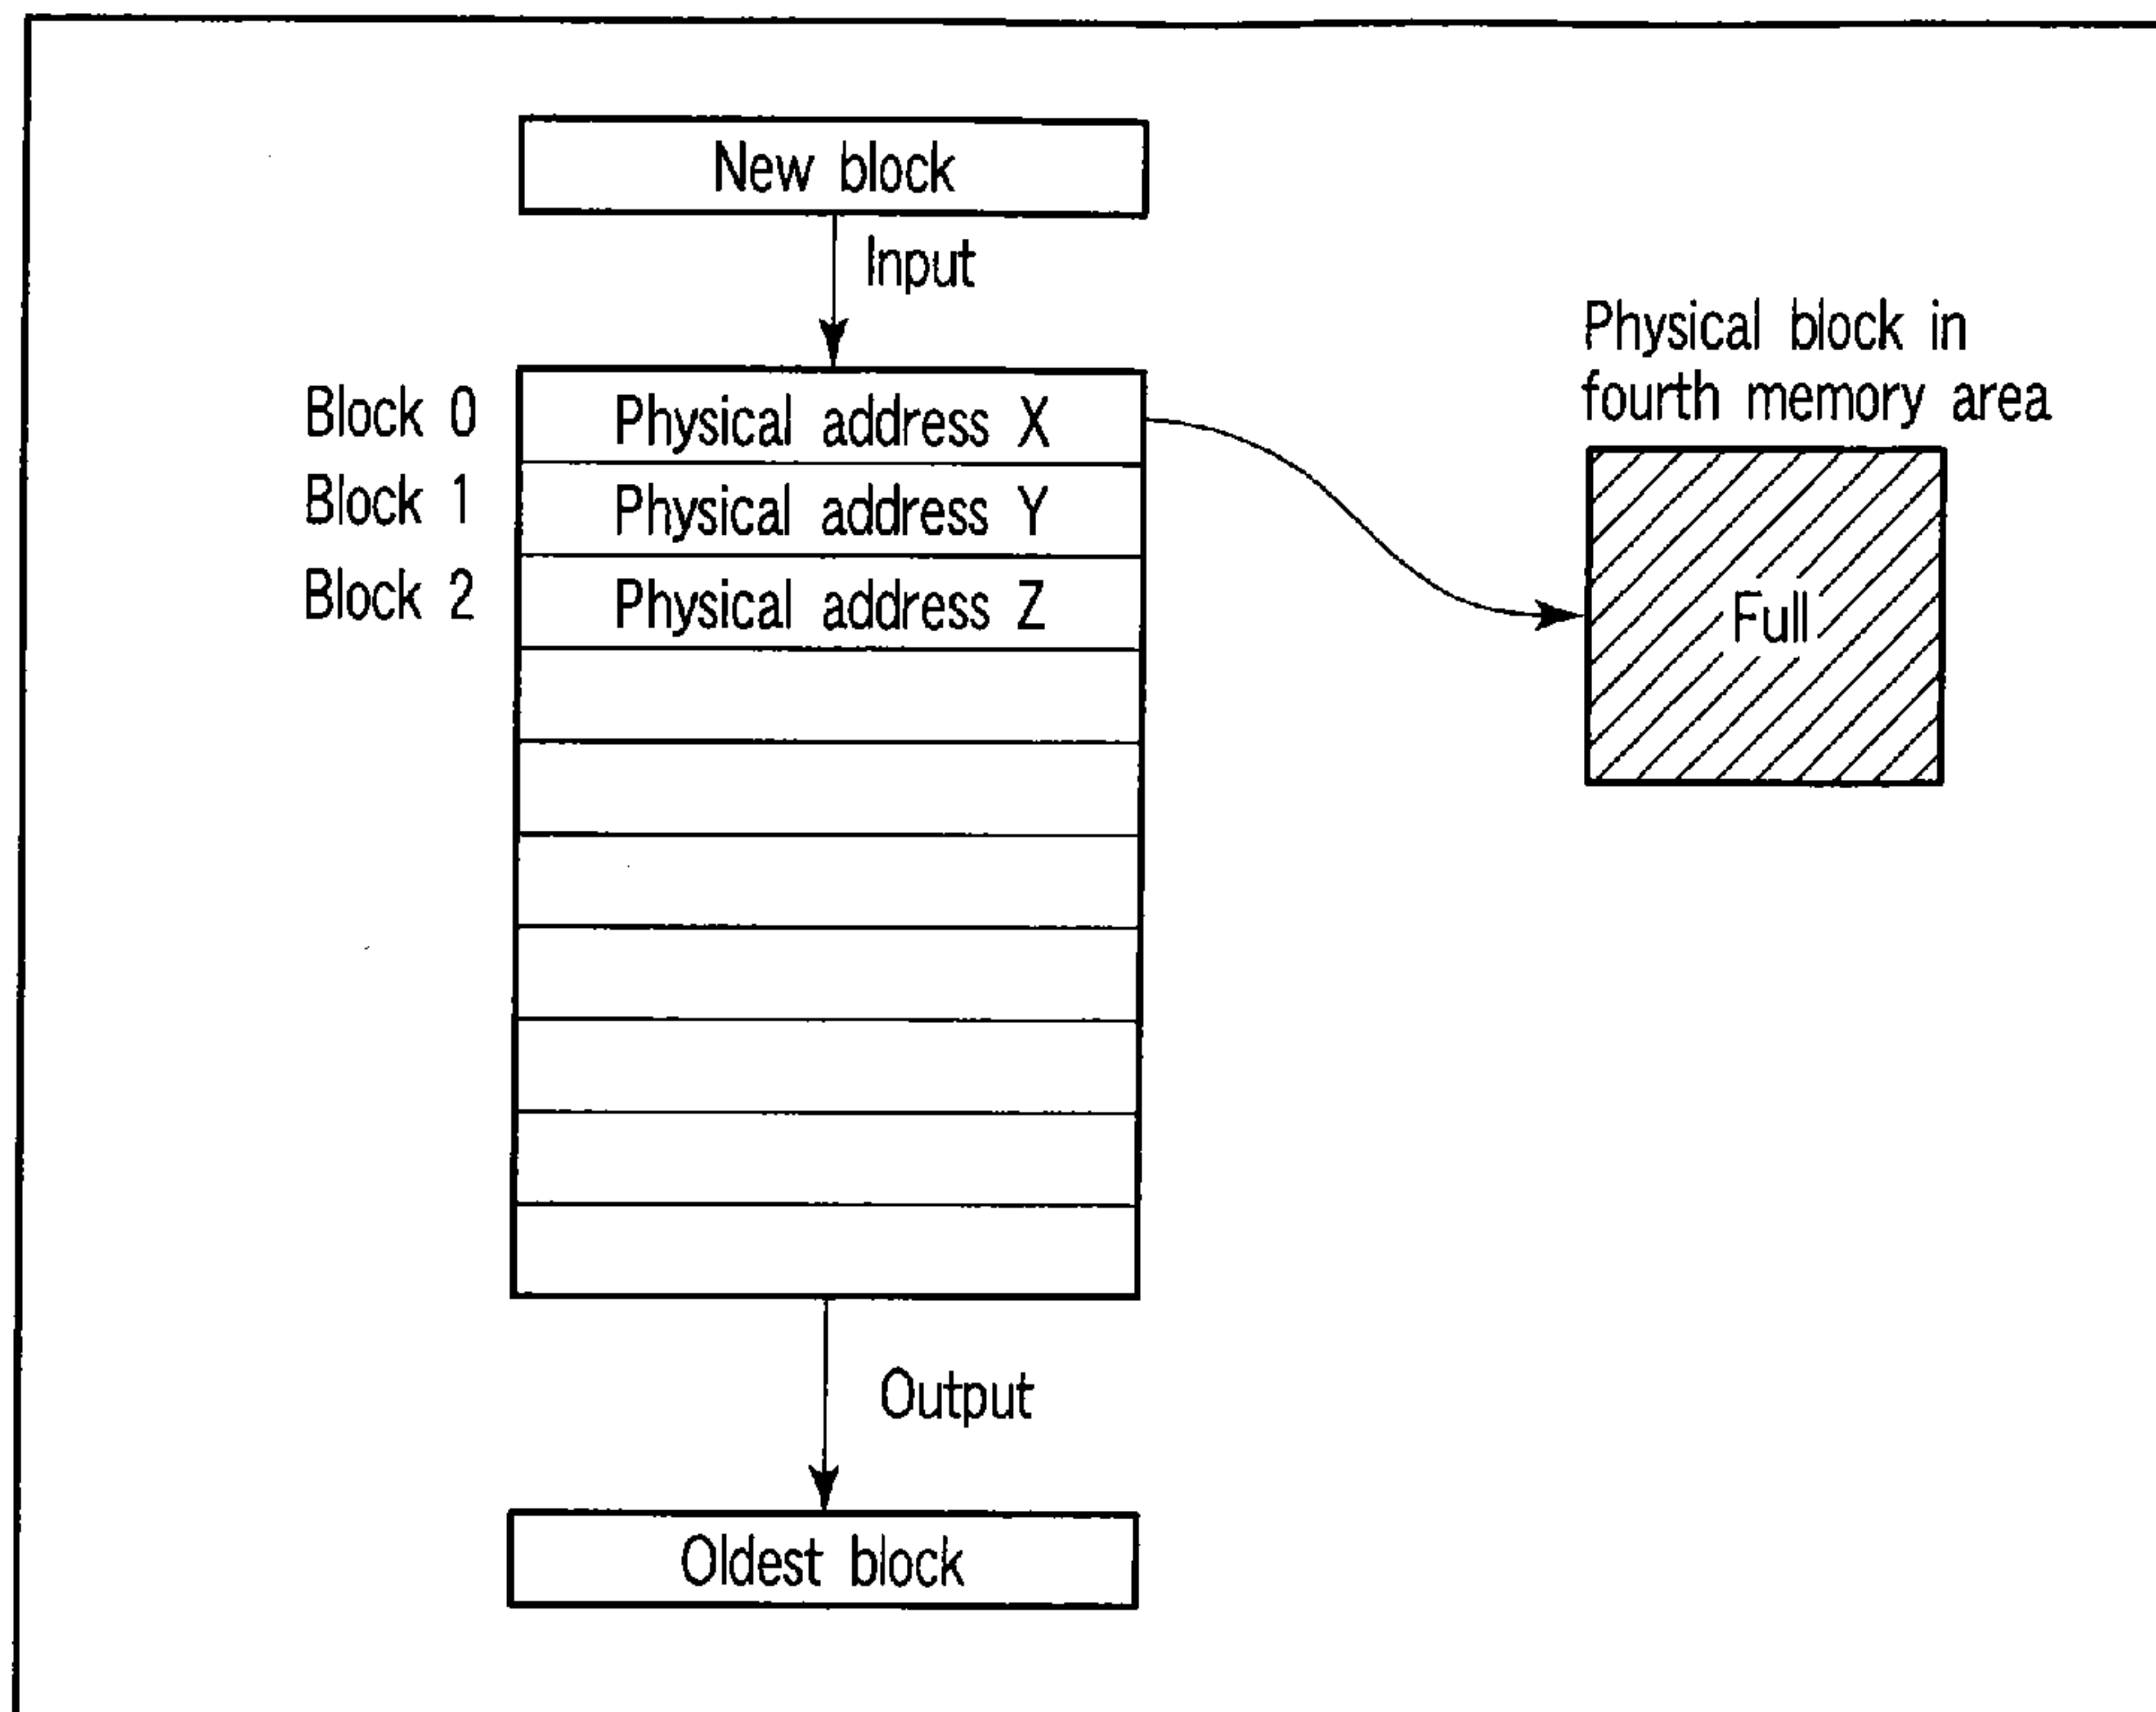 New block
Input
Physical block in
fourth memory area
Block 0 Physical address X
Block 1 Physical address Y
Block 2 Physical address Z
Full
Output
Oldest block